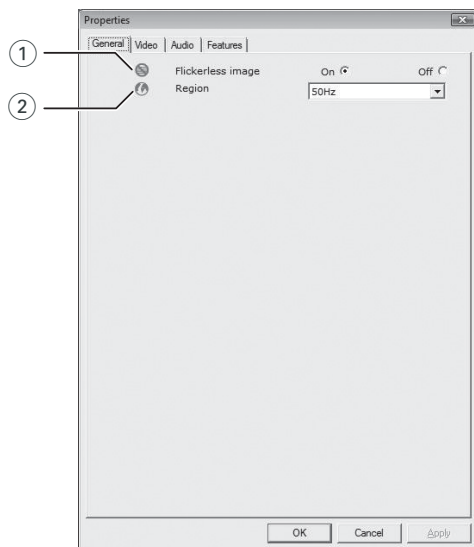 Properties
General Video Audio Features
1 Flickerless image On Off
2 Region 50Hz
OK Cancel Apply